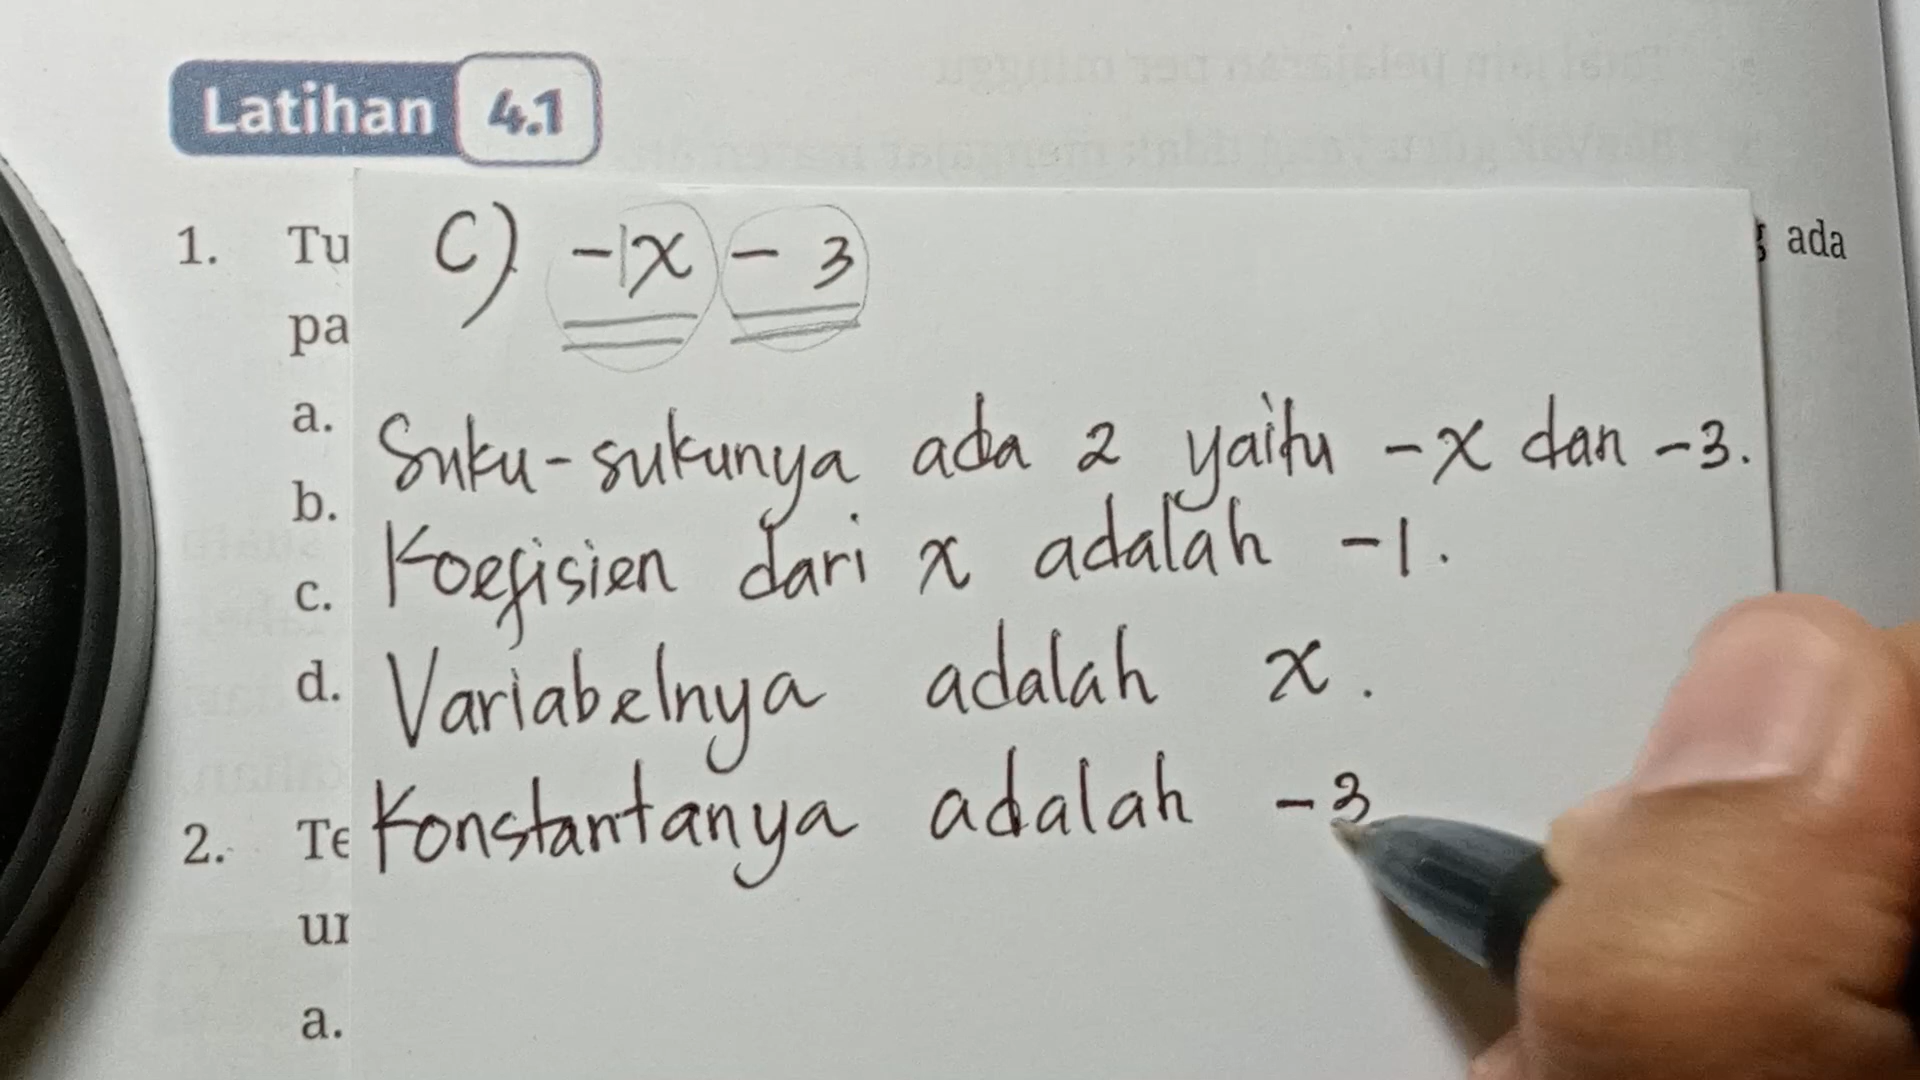 Latihan 4.1
1. Tu
ada
pa
C) -1x - 3
a.
Suku-sukunya ada 2 yaitu -x dan -3.
b.
Koefisien dari x adalah -1.
c.
d.
Variabelnya adalah x.
2. Te
Konstantanya adalah -3
ur
a.